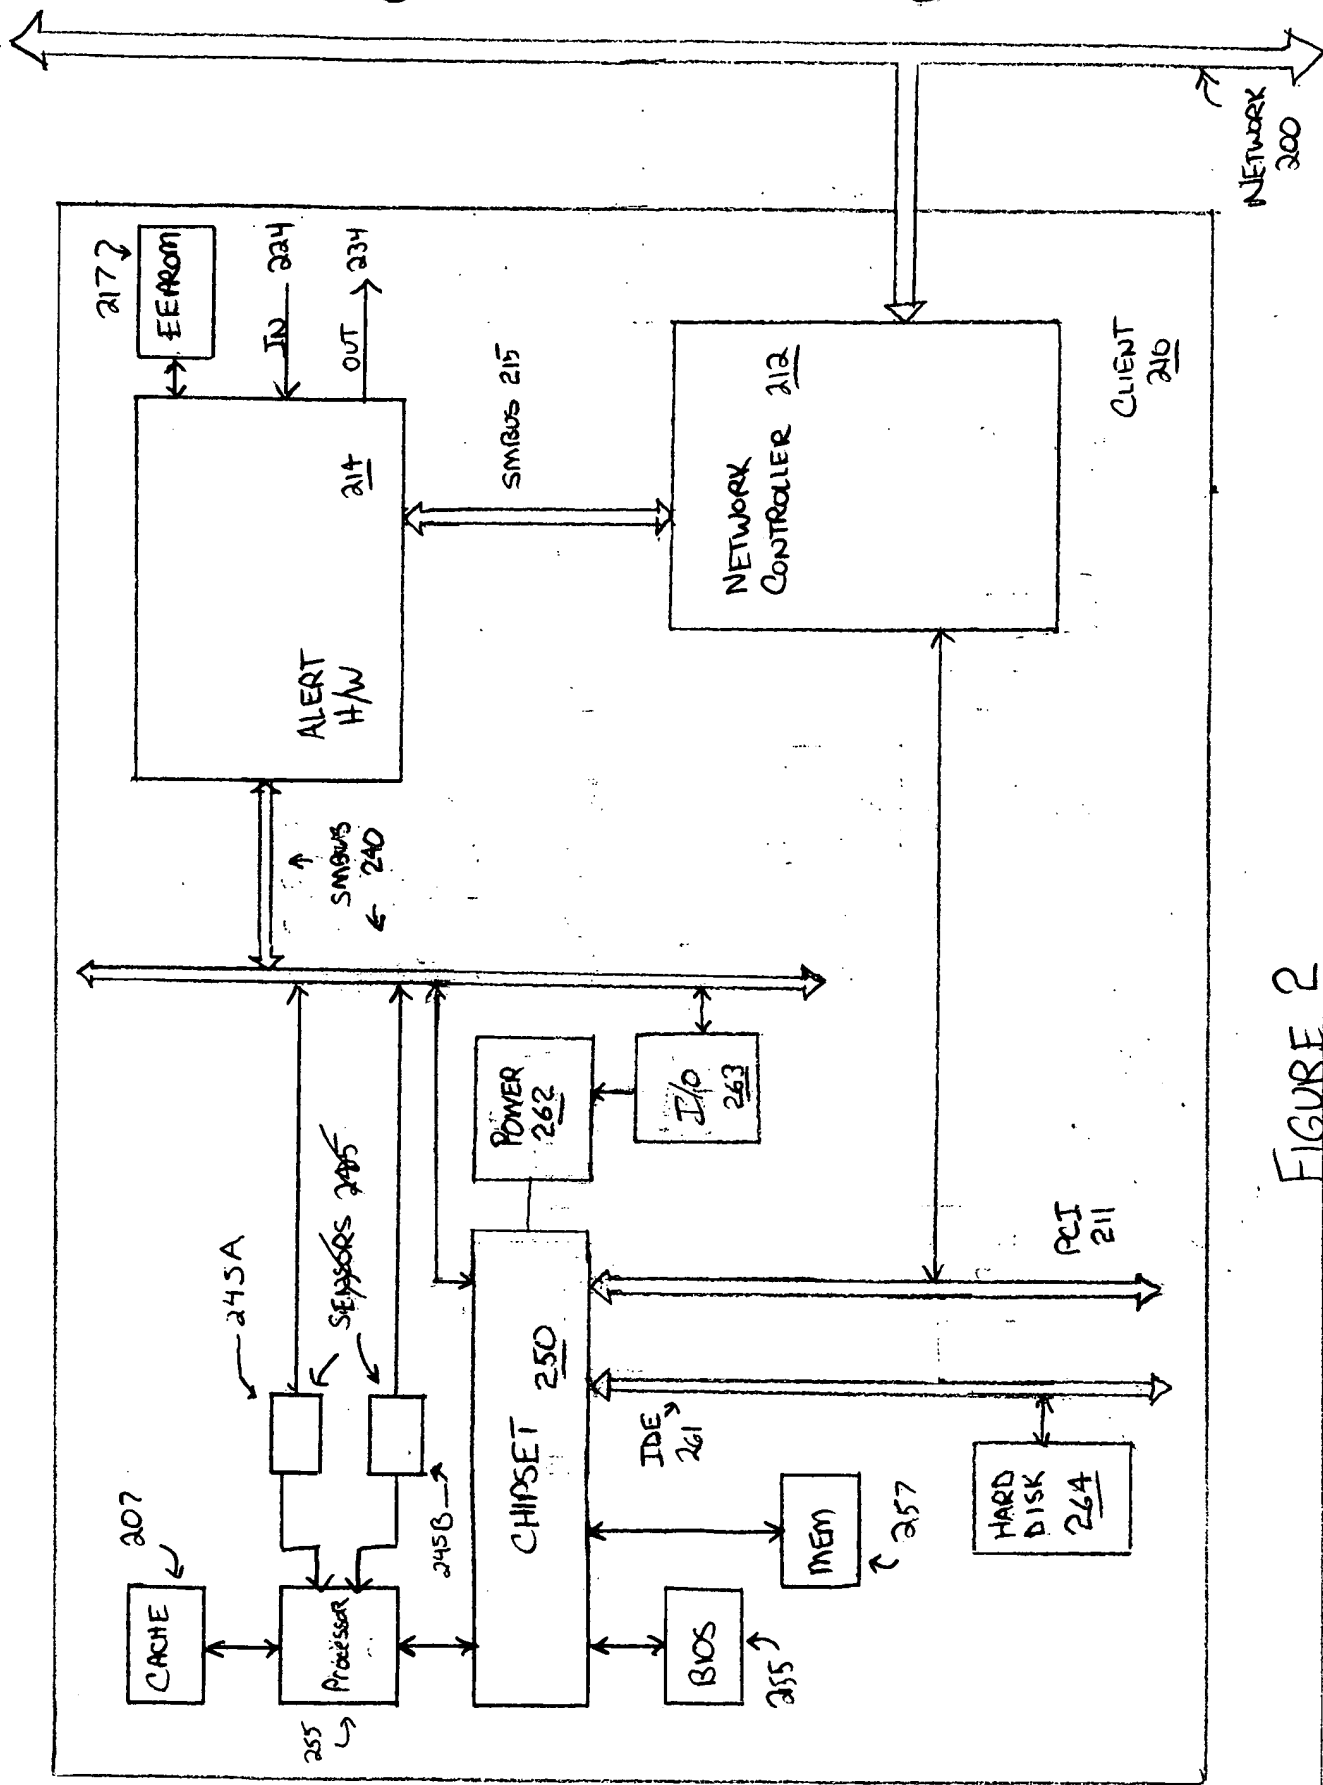 NETWORK
200
217
EEAROM
IN 224
OUT 234
214
ALERT
H/W
SMBUS 215
NETWORK
CONTROLLER 212
CLIENT
210
SMBUS
240
POWER
262
I/O
263
245A
SENSORS 245
245B
207
CACHE
Processor
255
CHIPSET 250
PCI
211
IDE
261
HARD
DISK
264
MEM
257
BIOS
255
FIGURE 2